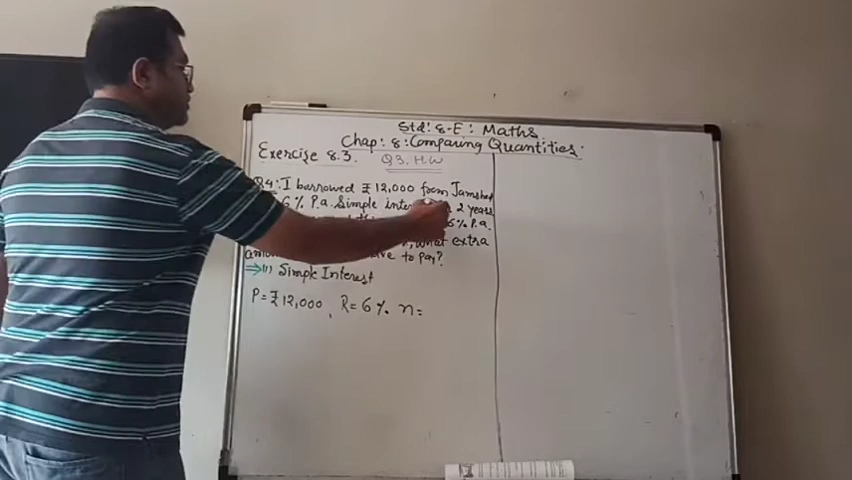 Std: 8-E: Maths
Chap: 8: Comparing Quantities.
Exercise 8.3. Q3. H.W
Q4: I borrowed ₹12,000 from Jamshed
6% P.a. Simple 2 years
6% P.a.
what extra
to pay?
⇒ (i) Simple Interest
P = ₹12,000, R = 6% n =